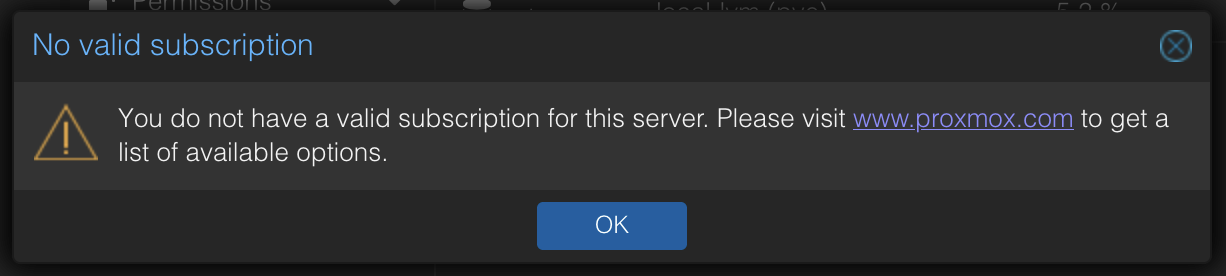 Permissions
No valid subscription
You do not have a valid subscription for this server. Please visit www.proxmox.com to get a
list of available options.
OK